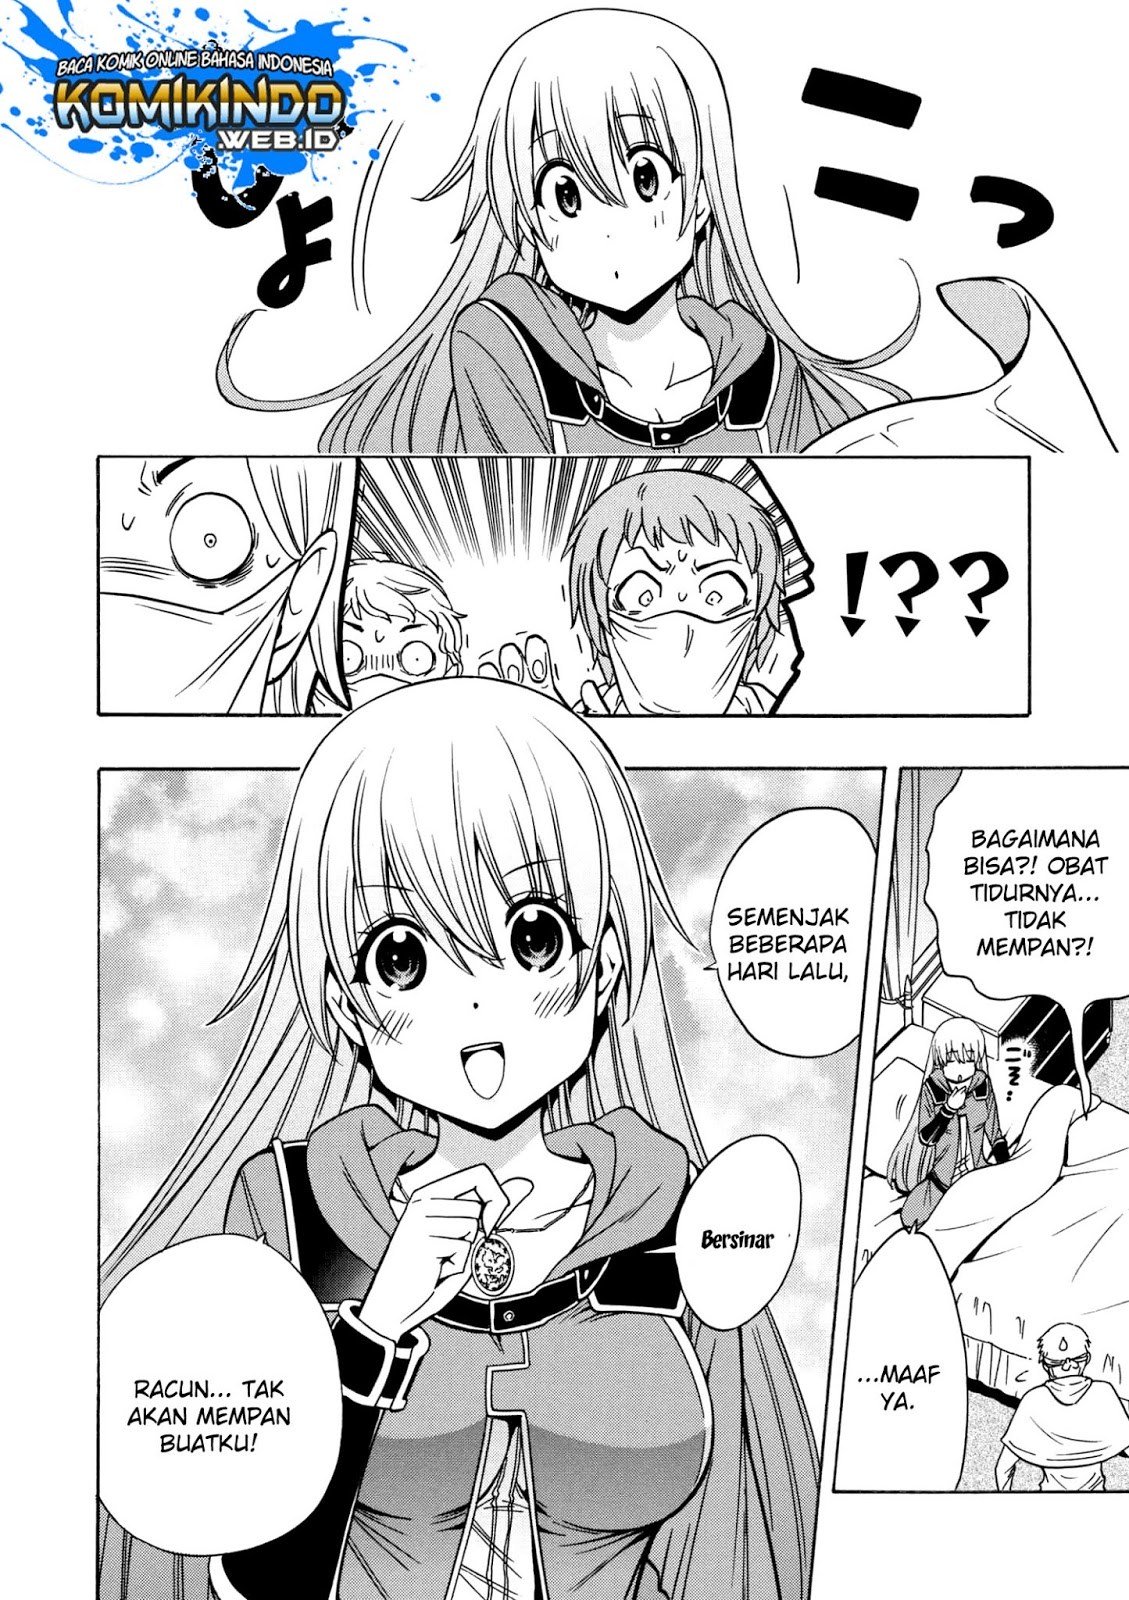 BACA KOMIK ONLINE BAHASA INDONESIA
KOMIKINDO
.WEB.ID
ニょ
こっ
!??
BAGAIMANA
BISA?! OBAT
TIDURNYA...
TIDAK
MEMPAN?!
...MAAF
YA.
SEMENJAK
BEBERAPA
HARI LALU,
Bersinar
RACUN... TAK
AKAN MEMPAN
BUATKU!